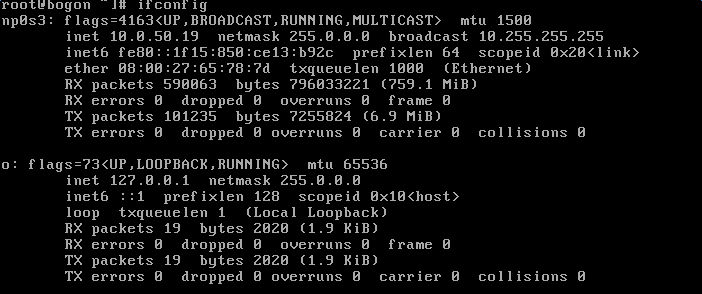 root@bogon ~]# ifconfig
np0s3: flags=4163<UP,BROADCAST,RUNNING,MULTICAST>  mtu 1500
inet 10.0.50.19  netmask 255.0.0.0  broadcast 10.255.255.255
inet6 fe80::1f15:850:ce13:b92c  prefixlen 64  scopeid 0x20<link>
ether 08:00:27:65:78:7d  txqueuelen 1000  (Ethernet)
RX packets 590063  bytes 796033221 (759.1 MiB)
RX errors 0  dropped 0  overruns 0  frame 0
TX packets 101235  bytes 7255824 (6.9 MiB)
TX errors 0  dropped 0 overruns 0  carrier 0  collisions 0
o: flags=73<UP,LOOPBACK,RUNNING>  mtu 65536
inet 127.0.0.1  netmask 255.0.0.0
inet6 ::1  prefixlen 128  scopeid 0x10<host>
loop  txqueuelen 1  (Local Loopback)
RX packets 19  bytes 2020 (1.9 KiB)
RX errors 0  dropped 0  overruns 0  frame 0
TX packets 19  bytes 2020 (1.9 KiB)
TX errors 0  dropped 0 overruns 0  carrier 0  collisions 0